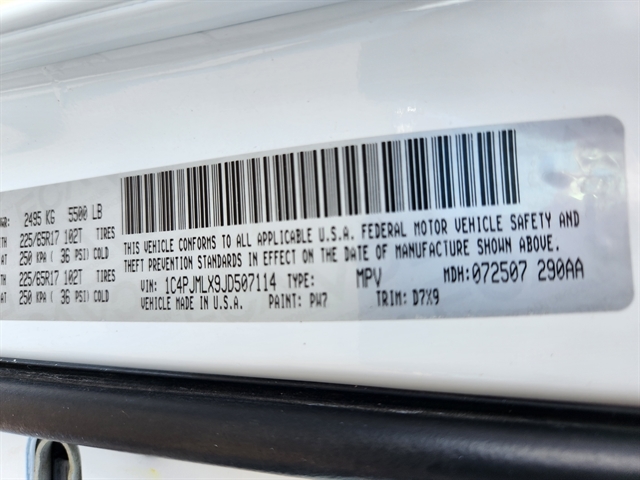 2495 KG 5500 LB
225/65R17 102T TIRES
250 KPA ( 36 PSI) COLD
225/65R17 102T TIRES
250 KPA ( 36 PSI) COLD
THIS VEHICLE CONFORMS TO ALL APPLICABLE U.S.A. FEDERAL MOTOR VEHICLE SAFETY AND
THEFT PREVENTION STANDARDS IN EFFECT ON THE DATE OF MANUFACTURE SHOWN ABOVE.
VIN: 1C4PJMLX9JD507114 TYPE: MPV MDH:072507 290AA
VEHICLE MADE IN U.S.A. PAINT: PW7 TRIM: D7X9